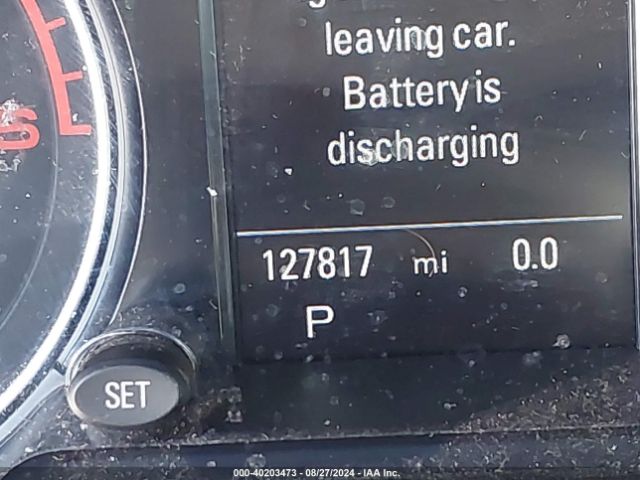 leaving car.
Battery is
discharging
127817 mi 0.0
P
SET
000-40203473 - 08/27/2024 - IAA Inc.